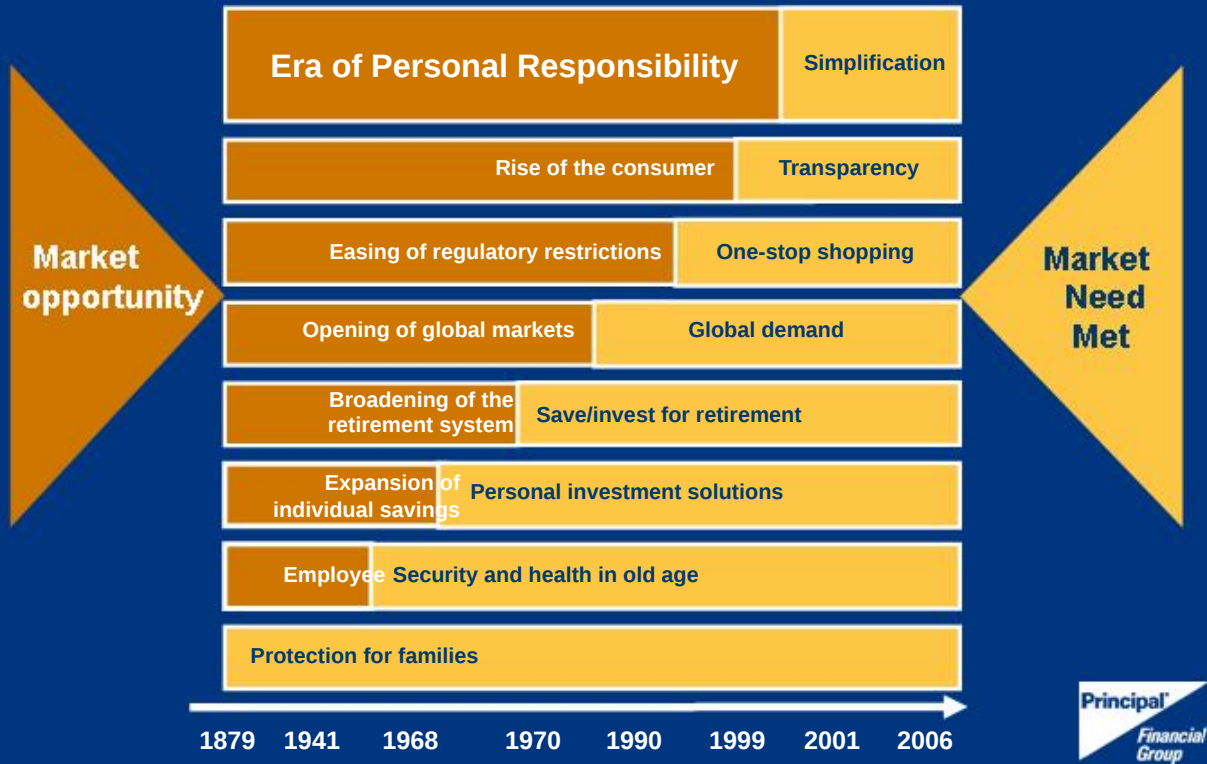 Era of Personal Responsibility
Simplification
Rise of the consumer
Transparency
Easing of regulatory restrictions
One-stop shopping
Market
opportunity
Market
Need
Met
Opening of global markets
Global demand
Broadening of the
retirement system
Save/invest for retirement
Expansion of
individual savings
Personal investment solutions
Employee
Security and health in old age
Protection for families
1879 1941 1968 1970 1990 1999 2001 2006
Principal
Financial
Group